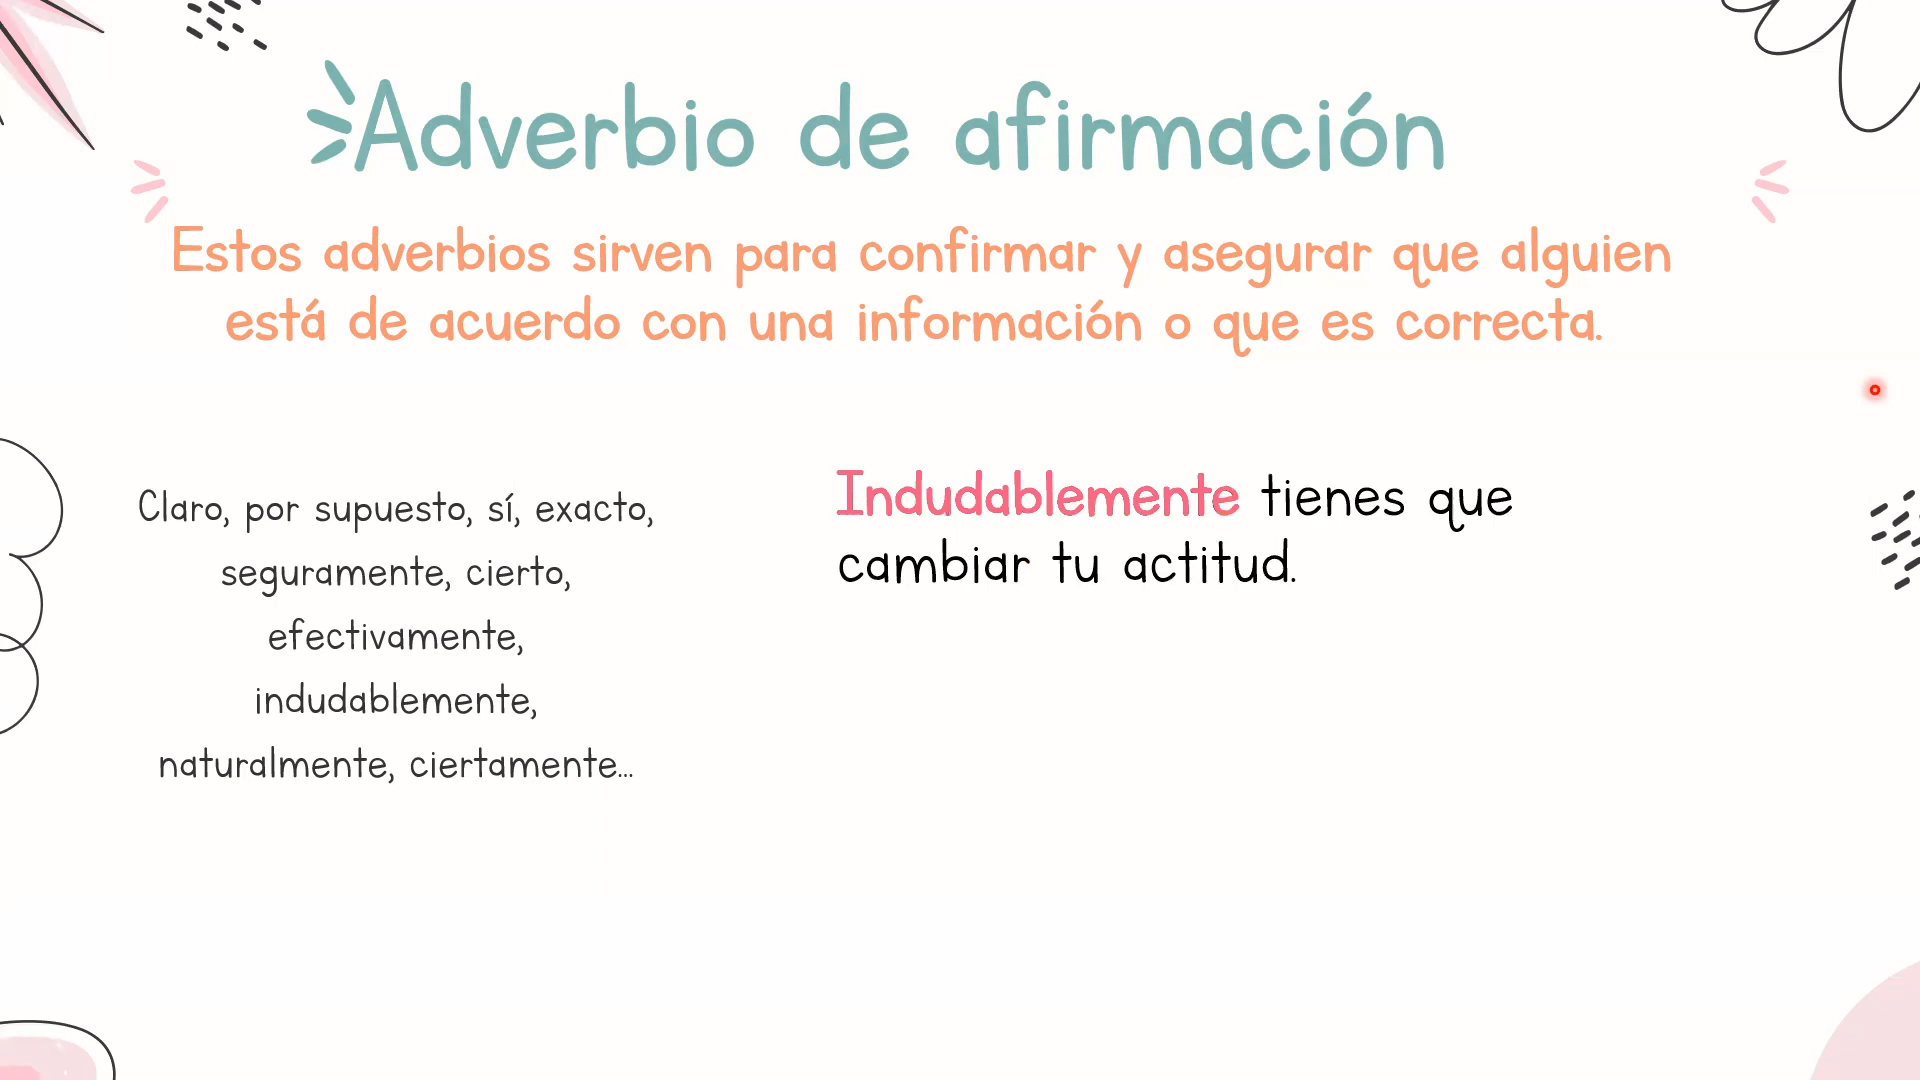 Adverbio de afirmación
Estos adverbios sirven para confirmar y asegurar que alguien
está de acuerdo con una información o que es correcta.
Claro, por supuesto, sí, exacto,
seguramente, cierto,
efectivamente,
indudablemente,
naturalmente, ciertamente...
Indudablemente tienes que
cambiar tu actitud.